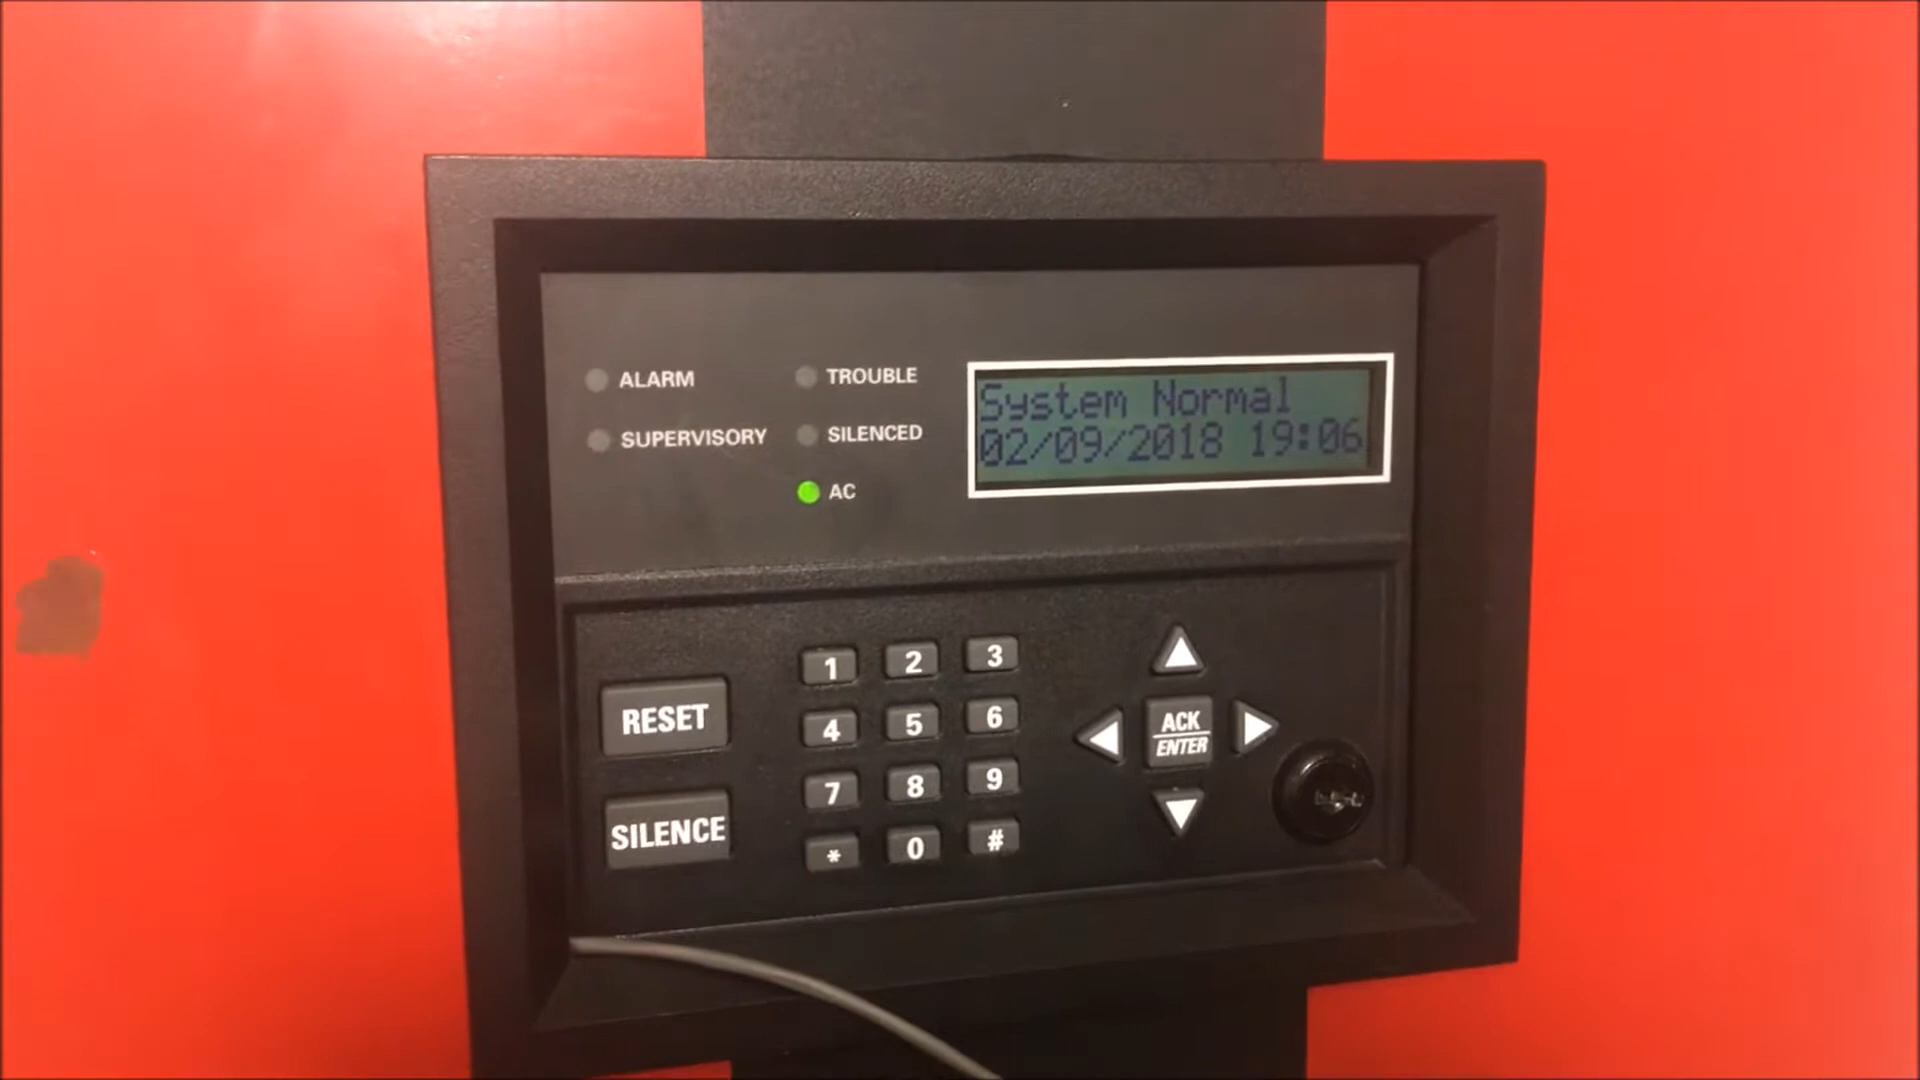 ALARM
TROUBLE
SUPERVISORY
SILENCED
AC
System Normal
02/09/2018 19:06
RESET
SILENCE
1 2 3
4 5 6
7 8 9
* 0 #
ACK
ENTER